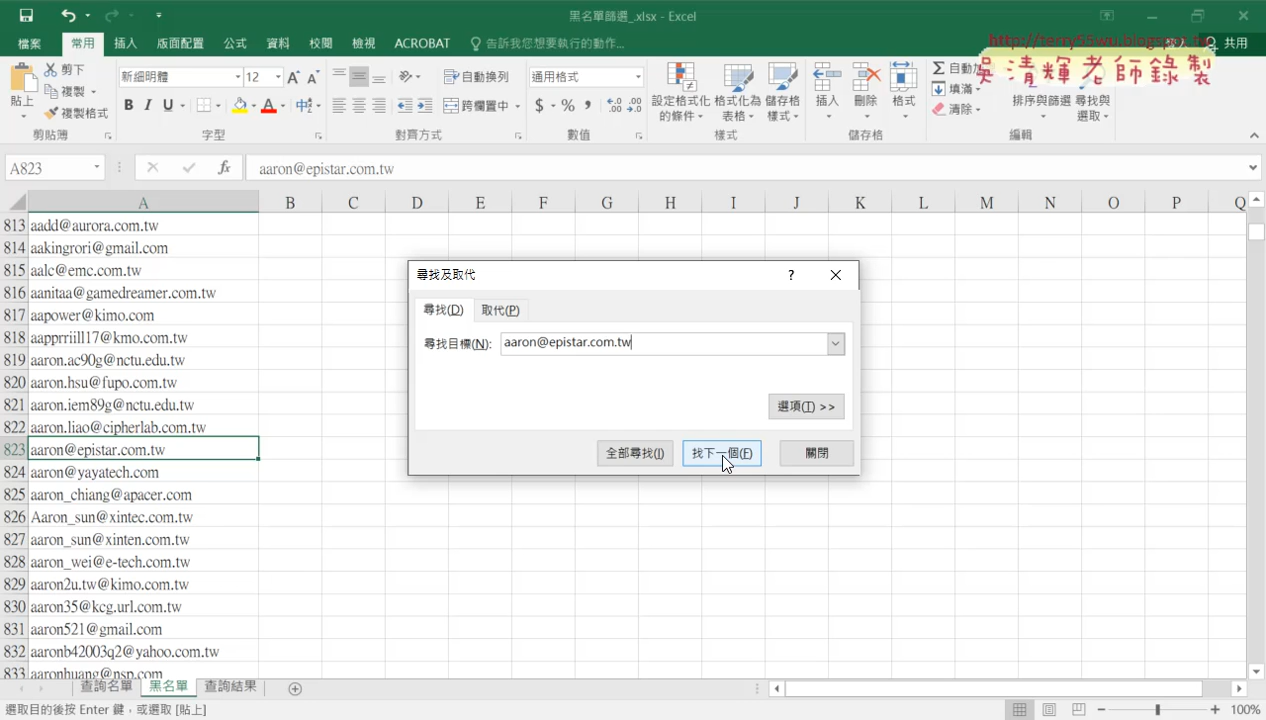 黑名單篩選_.xlsx - Excel
檔案 常用 插入 版面配置 公式 資料 校閱 檢視 ACROBAT 告訴我您想要執行的動作... 共用
http://terry55wu.blogspot.tw
吳清輝老師錄製
貼上 剪下 複製 複製格式
新細明體 12 B I U A 中
自動換列 跨欄置中
通用格式 $ % ,
設定格式化的條件 格式化為表格 儲存格樣式
插入 刪除 格式
自動加 填滿 清除 排序與篩選 尋找與選取
剪貼簿 字型 對齊方式 數值 樣式 儲存格 編輯
A823 fx aaron@epistar.com.tw
A B C D E F G H I J K L M N O P Q
813 aadd@aurora.com.tw
814 aakingrori@gmail.com
815 aalc@emc.com.tw
816 aanitaa@gamedreamer.com.tw
817 aapower@kimo.com
818 aapprriill17@kmo.com.tw
819 aaron.ac90g@nctu.edu.tw
820 aaron.hsu@fupo.com.tw
821 aaron.iem89g@nctu.edu.tw
822 aaron.liao@cipherlab.com.tw
823 aaron@epistar.com.tw
824 aaron@yayatech.com
825 aaron_chiang@apacer.com
826 Aaron_sun@xintec.com.tw
827 aaron_sun@xinten.com.tw
828 aaron_wei@e-tech.com.tw
829 aaron2u.tw@kimo.com.tw
830 aaron35@kcg.url.com.tw
831 aaron521@gmail.com
832 aaronb42003q2@yahoo.com.tw
833 aaronhuang@nsp.com
尋找及取代 ?
尋找(D) 取代(P)
尋找目標(N): aaron@epistar.com.tw
選項(T) >>
全部尋找(I) 找下一個(F) 關閉
查詢名單 黑名單 查詢結果
選取目的後按 Enter 鍵，或選取 [貼上] 100%